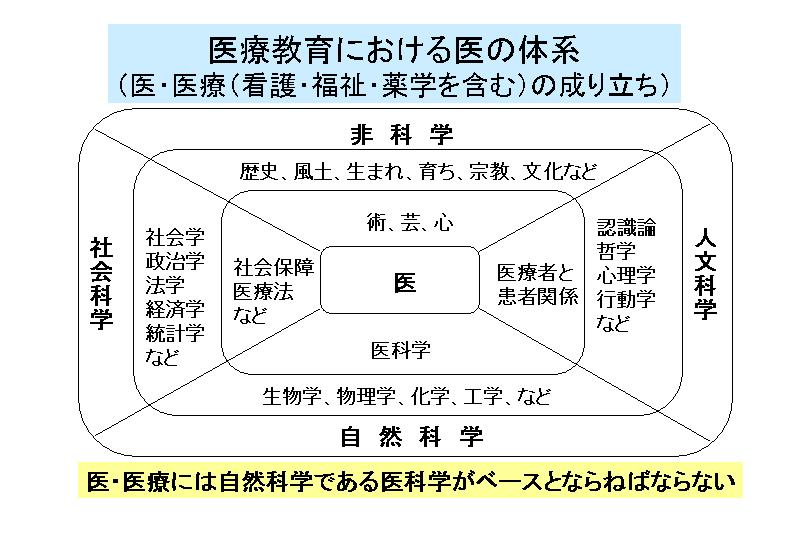 医療教育における医の体系
（医・医療（看護・福祉・薬学を含む）の成り立ち）
非 科 学
歴史、風土、生まれ、育ち、宗教、文化など
術、芸、心
社会科学
社会学
政治学
法学
経済学
統計学
など
社会保障
医療法
など
医
医療者と
患者関係
認識論
哲学
心理学
行動学
など
人文科学
医科学
生物学、物理学、化学、工学、など
自 然 科 学
医・医療には自然科学である医科学がベースとならねばならない